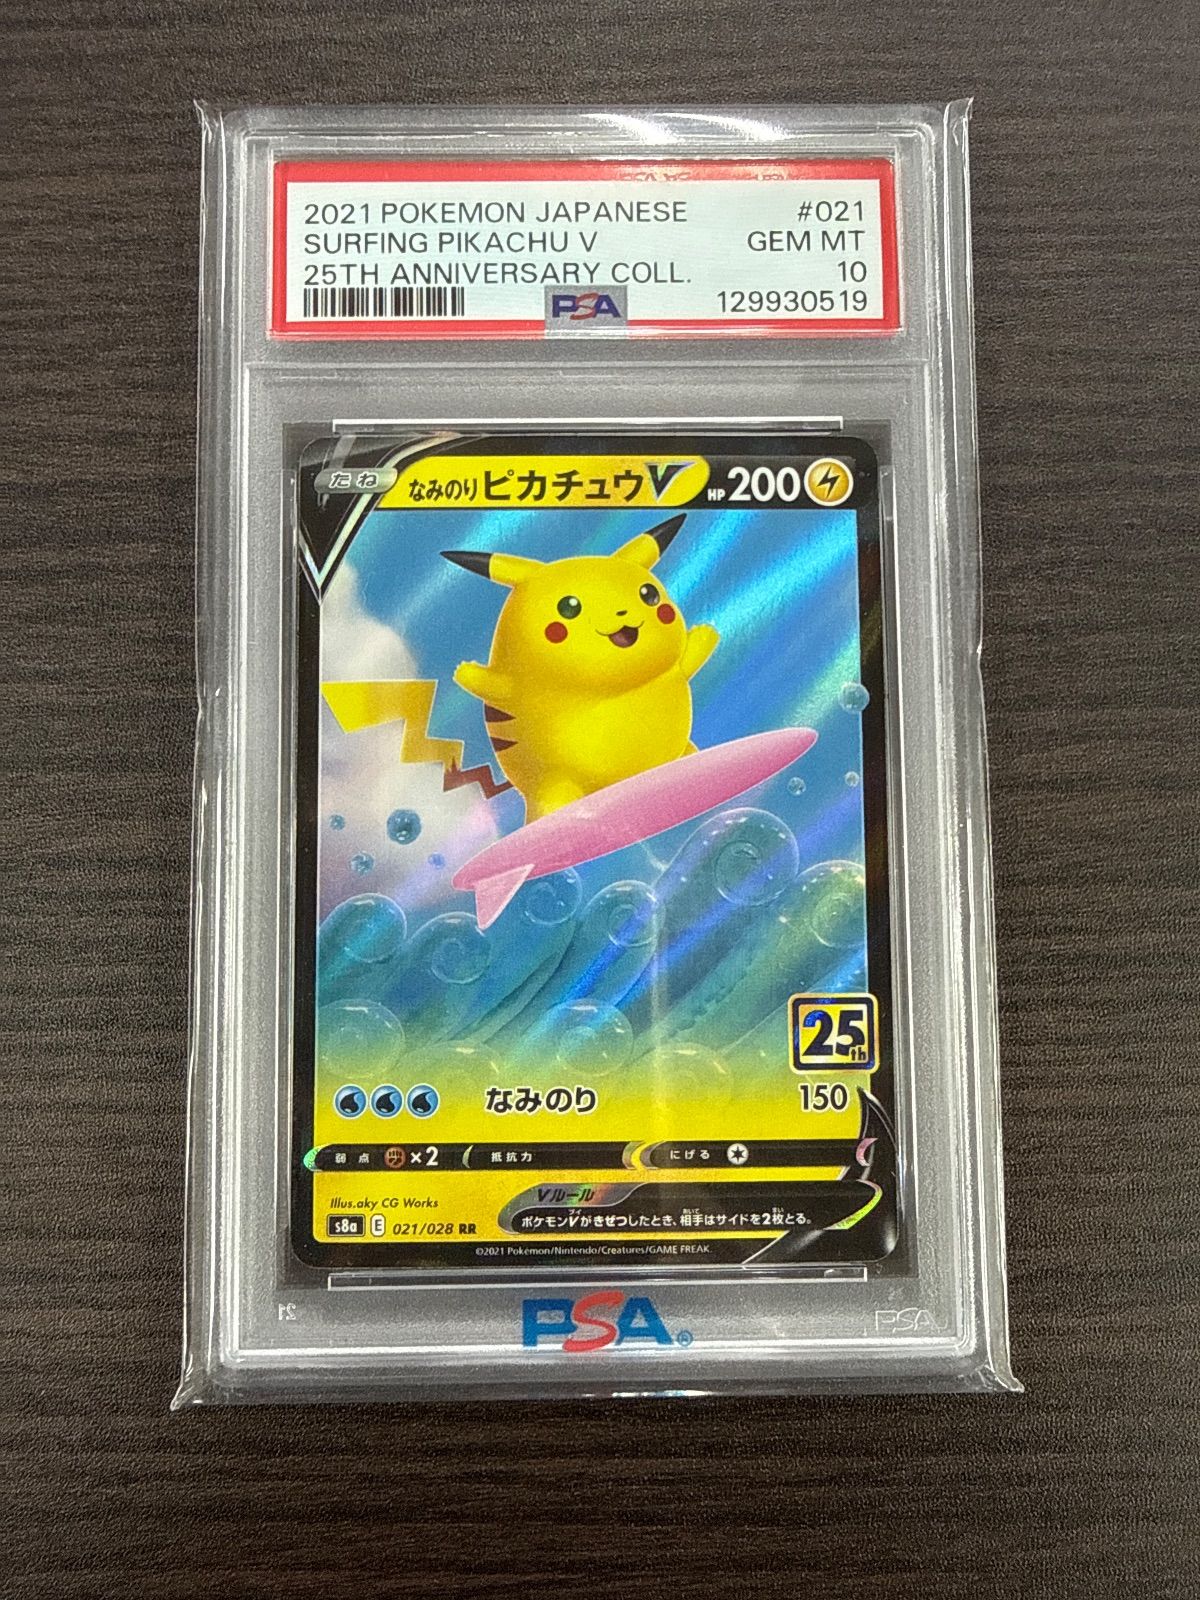 2021 POKEMON JAPANESE #021
SURFING PIKACHU V GEM MT
25TH ANNIVERSARY COLL. 10
PSA 129930519
たね なみのりピカチュウV HP 200
25th
なみのり 150
弱点 ×2 抵抗力 にげる
Illus.aky CG Works
Vルール
ポケモンVがきぜつしたとき、相手はサイドを2枚とる。
s8a E 021/028 RR
©2021 Pokémon/Nintendo/Creatures/GAME FREAK.
PSA®
PSA